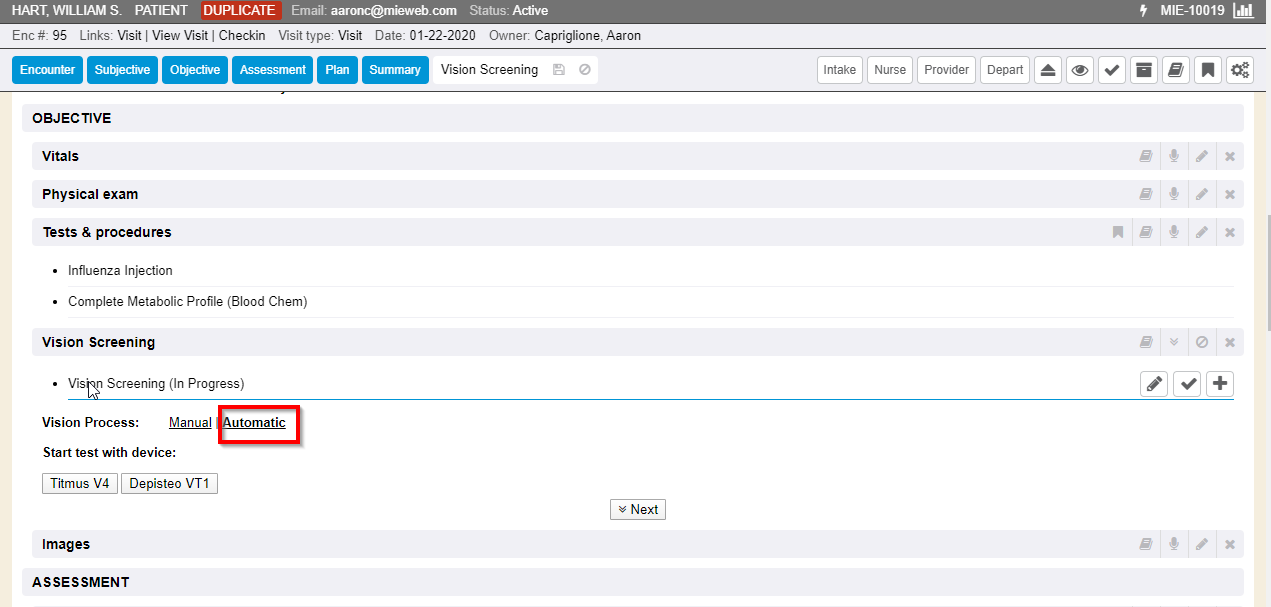 HART, WILLIAM S. PATIENT DUPLICATE Email: aaronc@mieweb.com Status: Active MIE-10019
Enc #: 95 Links: Visit | View Visit | Checkin Visit type: Visit Date: 01-22-2020 Owner: Capriglione, Aaron
Encounter Subjective Objective Assessment Plan Summary Vision Screening Intake Nurse Provider Depart
OBJECTIVE
Vitals
Physical exam
Tests & procedures
• Influenza Injection
• Complete Metabolic Profile (Blood Chem)
Vision Screening
• Vision Screening (In Progress)
Vision Process: Manual | Automatic
Start test with device:
Titmus V4 Depisteo VT1
Next
Images
ASSESSMENT